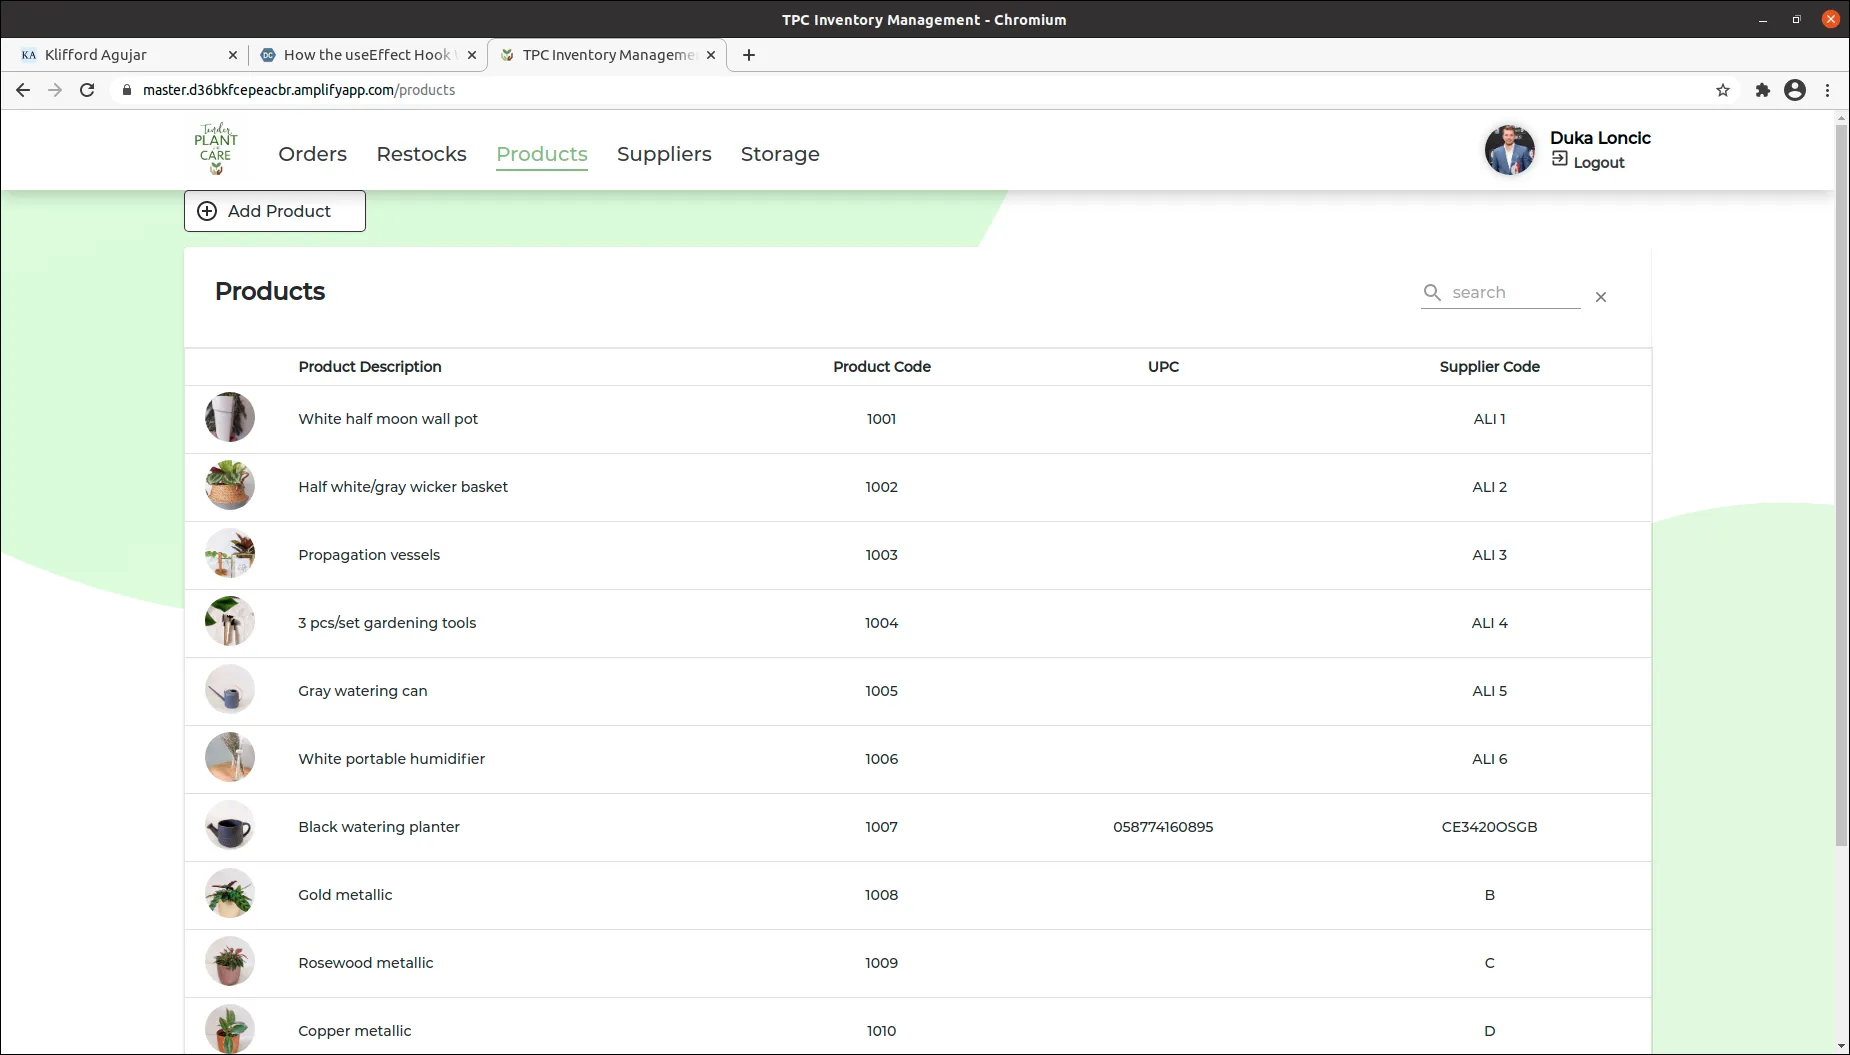 TPC Inventory Management - Chromium
KA Klifford Agujar
DC How the useEffect Hook
TPC Inventory Manageme
master.d36bkfcepeacbr.amplifyapp.com/products
Tender
PLANT
CARE
Orders Restocks Products Suppliers Storage
Duka Loncic
Logout
Add Product
Products
search
Product Description Product Code UPC Supplier Code
White half moon wall pot 1001 ALI 1
Half white/gray wicker basket 1002 ALI 2
Propagation vessels 1003 ALI 3
3 pcs/set gardening tools 1004 ALI 4
Gray watering can 1005 ALI 5
White portable humidifier 1006 ALI 6
Black watering planter 1007 058774160895 CE3420OSGB
Gold metallic 1008 B
Rosewood metallic 1009 C
Copper metallic 1010 D